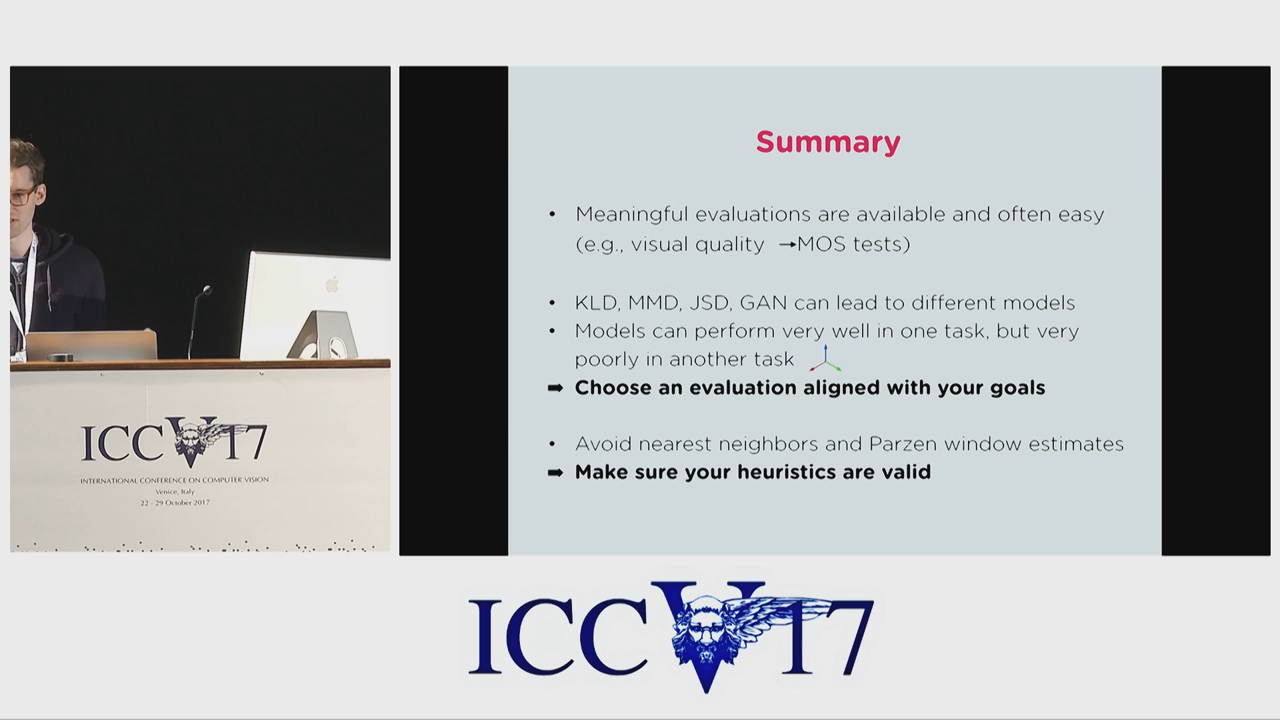 Summary
• Meaningful evaluations are available and often easy
(e.g., visual quality →MOS tests)
• KLD, MMD, JSD, GAN can lead to different models
• Models can perform very well in one task, but very
poorly in another task
➡ Choose an evaluation aligned with your goals
• Avoid nearest neighbors and Parzen window estimates
➡ Make sure your heuristics are valid
ICCV17
INTERNATIONAL CONFERENCE ON COMPUTER VISION
Venice, Italy
22 - 29 October 2017
ICCV17